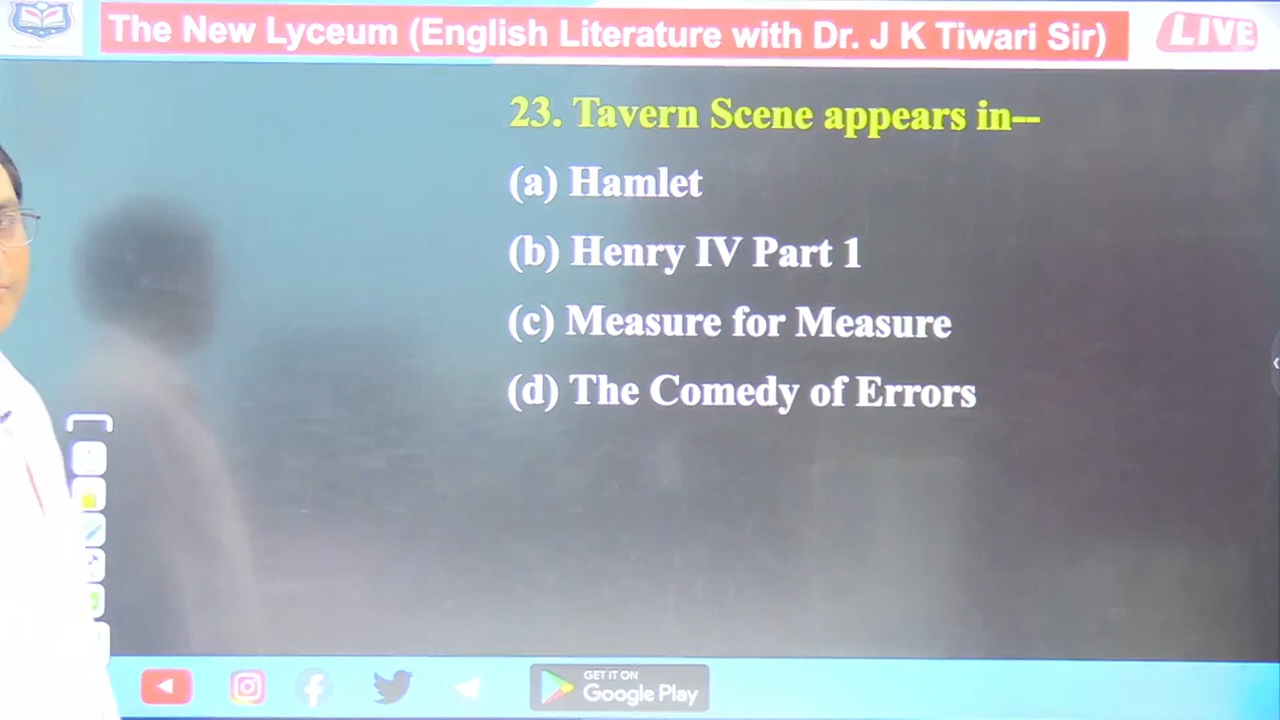 The New Lyceum (English Literature with Dr. J K Tiwari Sir)
LIVE
23. Tavern Scene appears in--
(a) Hamlet
(b) Henry IV Part 1
(c) Measure for Measure
(d) The Comedy of Errors
GET IT ON
Google Play